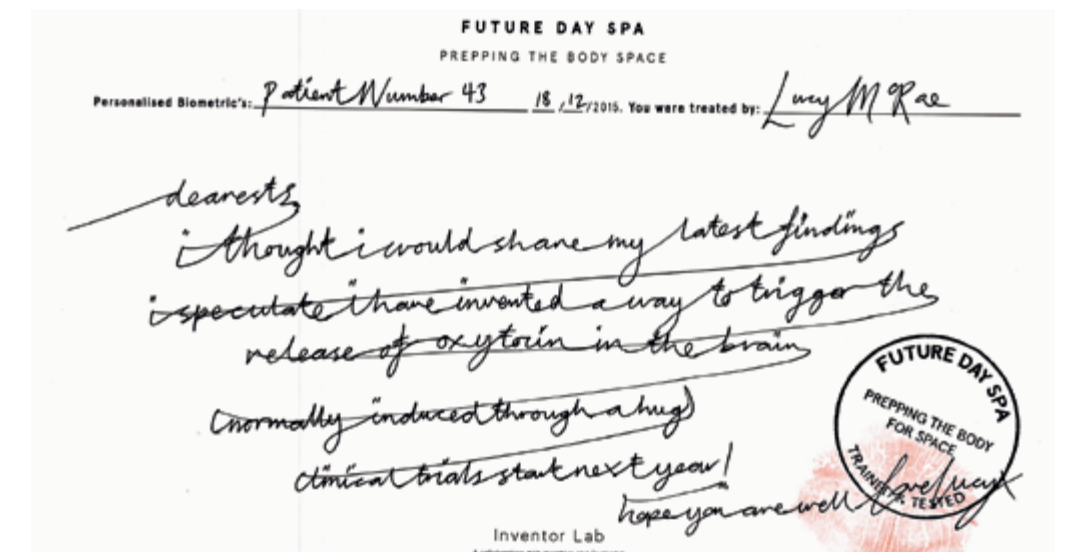 FUTURE DAY SPA
PREPPING THE BODY SPACE
Personalised Biometric's: Patient Number 43 18/12/2015. You were treated by: Lucy McRae
dearests,
i thought i would share my latest findings
i speculate i have invented a way to trigger the
release of oxytocin in the brain,
(normally induced through a hug)
clinical trials start next year!
hope you are well love lucy x
FUTURE DAY SPA
PREPPING THE BODY
FOR SPACE
TESTED
Inventor Lab